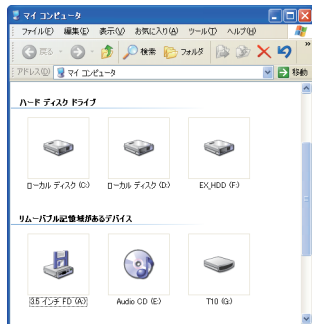 マイ コンピュータ
ファイル(F) 編集(E) 表示(V) お気に入り(A) ツール(T) ヘルプ(H)
戻る 検索 フォルダ
アドレス(D) マイ コンピュータ 移動
ハード ディスク ドライブ
ローカル ディスク (C:) ローカル ディスク (D:) EX_HDD (F:)
リムーバブル記憶域があるデバイス
3.5 インチ FD (A:) Audio CD (E:) T10 (G:)